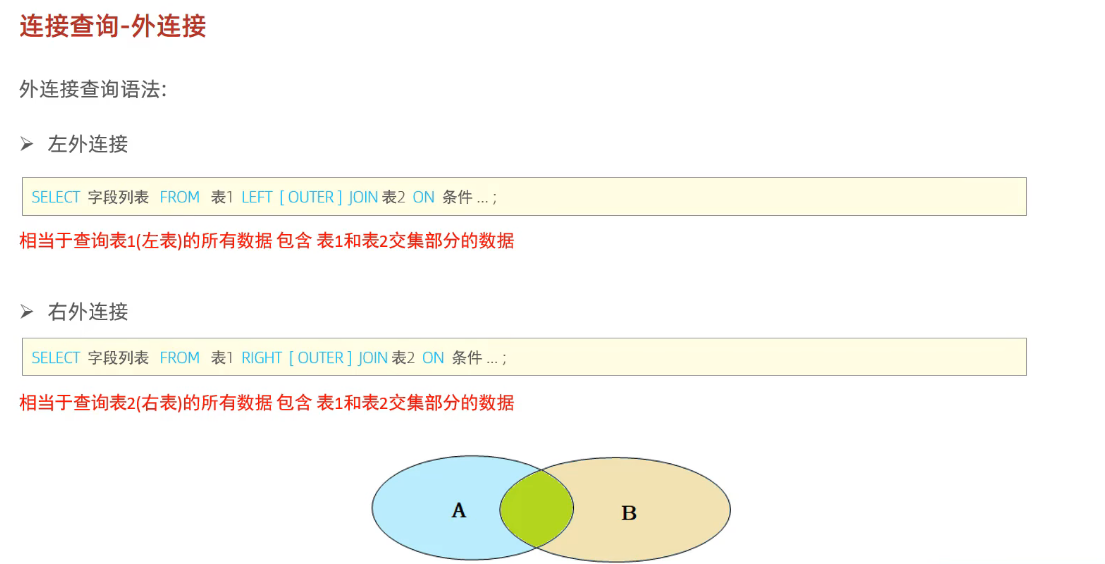 连接查询-外连接
外连接查询语法:
左外连接
SELECT 字段列表 FROM 表1 LEFT [ OUTER ] JOIN 表2 ON 条件 ... ;
相当于查询表1(左表)的所有数据 包含 表1和表2交集部分的数据
右外连接
SELECT 字段列表 FROM 表1 RIGHT [ OUTER ] JOIN 表2 ON 条件 ... ;
相当于查询表2(右表)的所有数据 包含 表1和表2交集部分的数据
A B